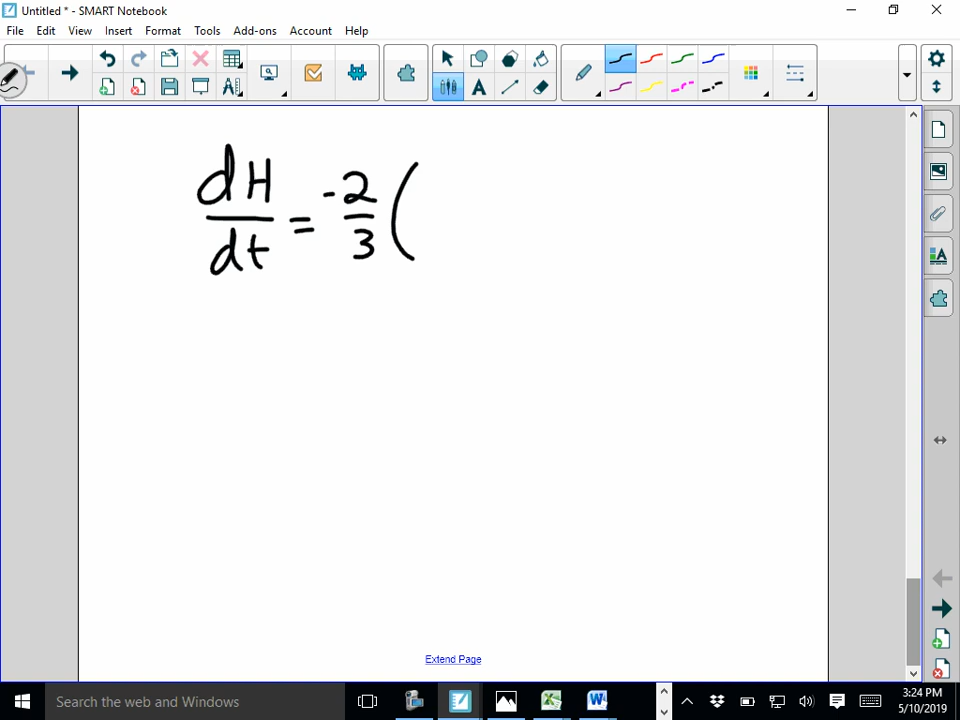 Untitled * - SMART Notebook
File Edit View Insert Format Tools Add-ons Account Help
dH/dt = -2/3 (
Extend Page
Search the web and Windows
3:24 PM
5/10/2019